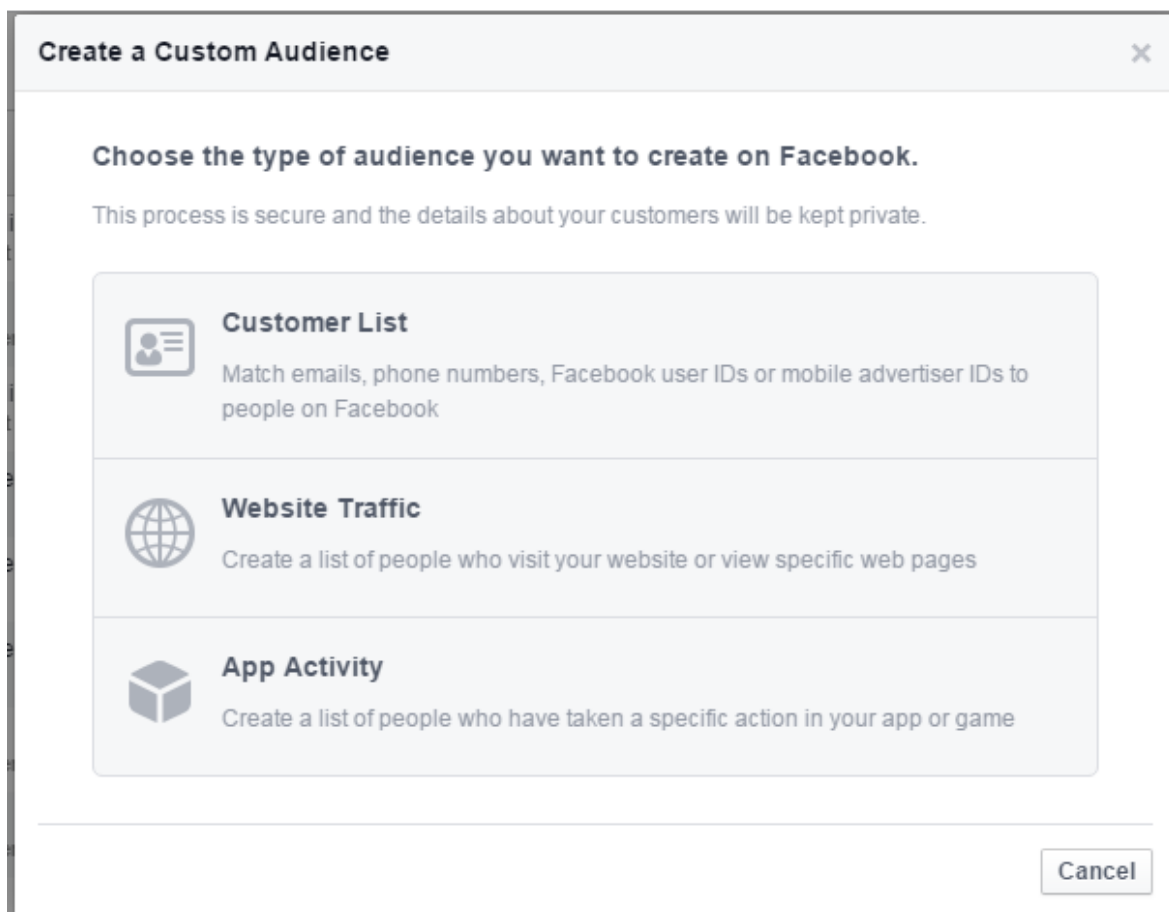 Create a Custom Audience
Choose the type of audience you want to create on Facebook.
This process is secure and the details about your customers will be kept private.
Customer List
Match emails, phone numbers, Facebook user IDs or mobile advertiser IDs to
people on Facebook
Website Traffic
Create a list of people who visit your website or view specific web pages
App Activity
Create a list of people who have taken a specific action in your app or game
Cancel